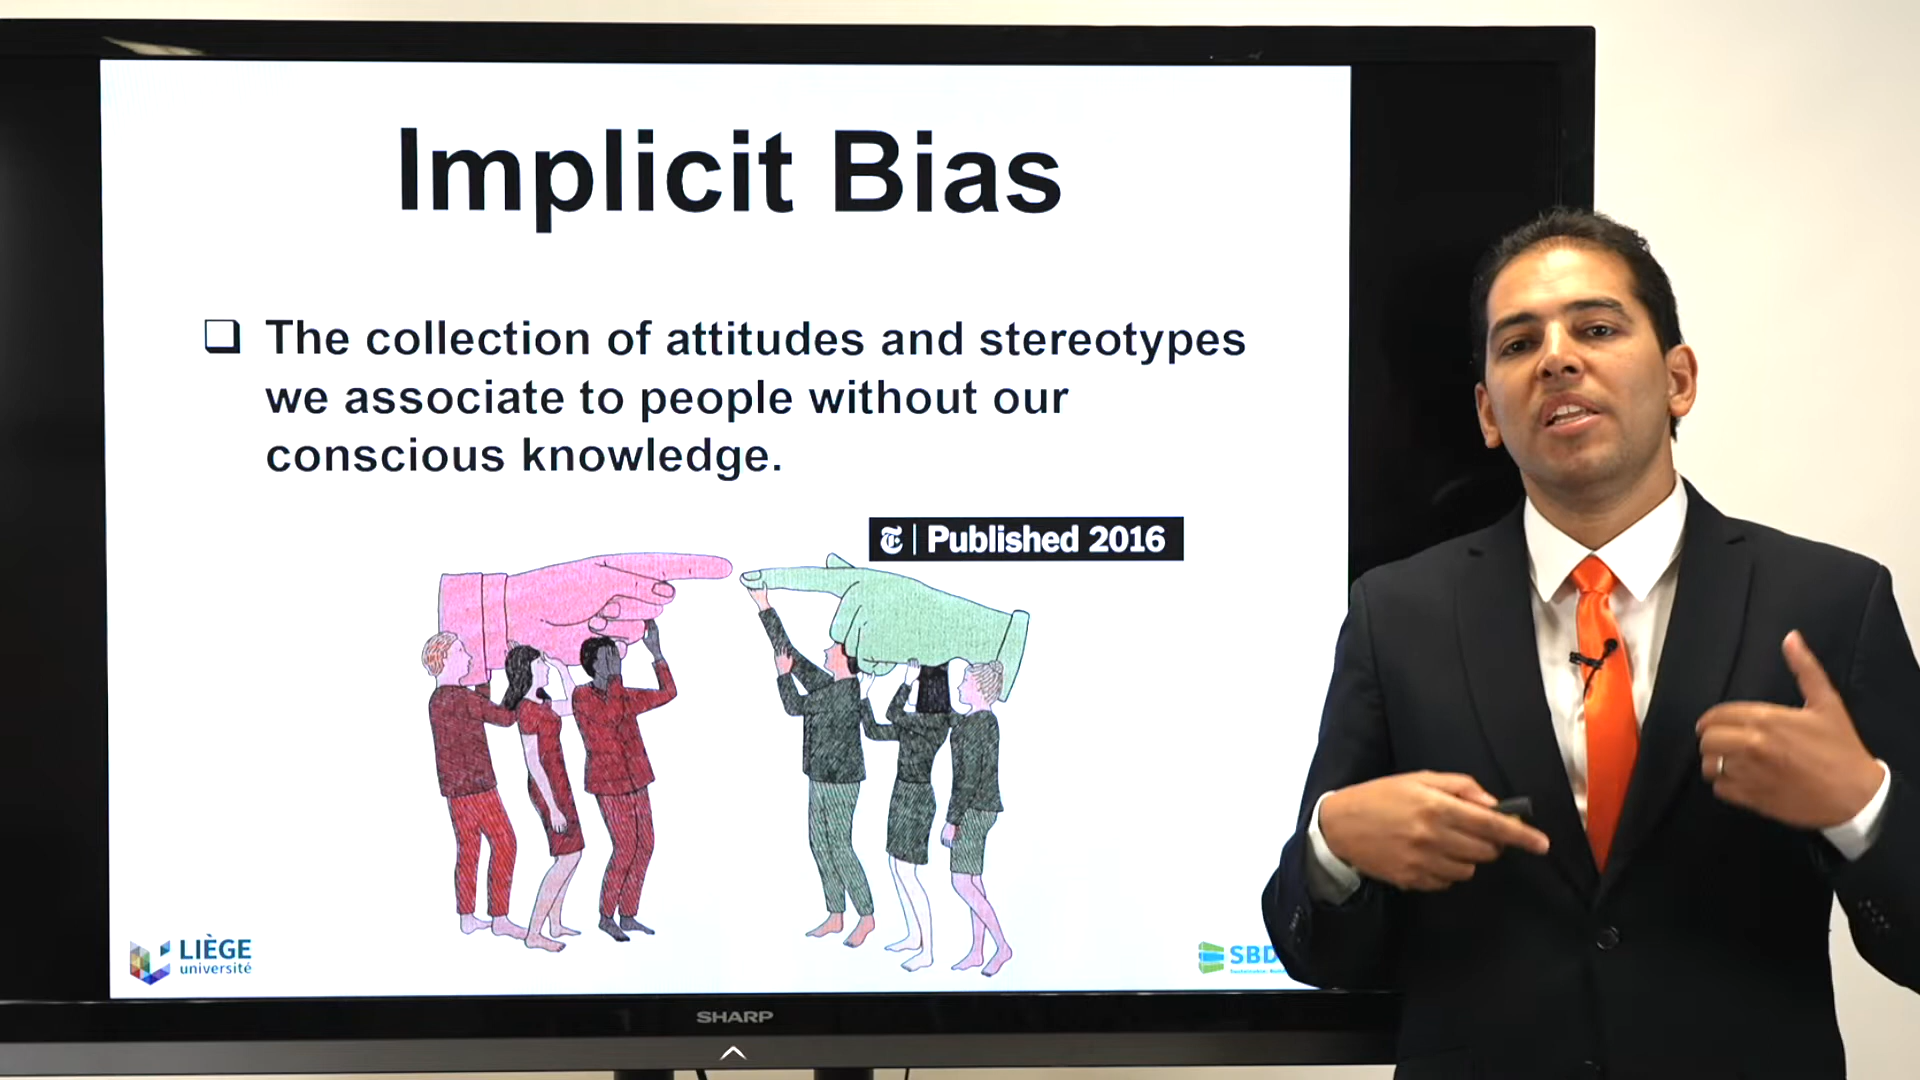 Implicit Bias
❑ The collection of attitudes and stereotypes
we associate to people without our
conscious knowledge.
T | Published 2016
LIÈGE
université
SBD
SHARP